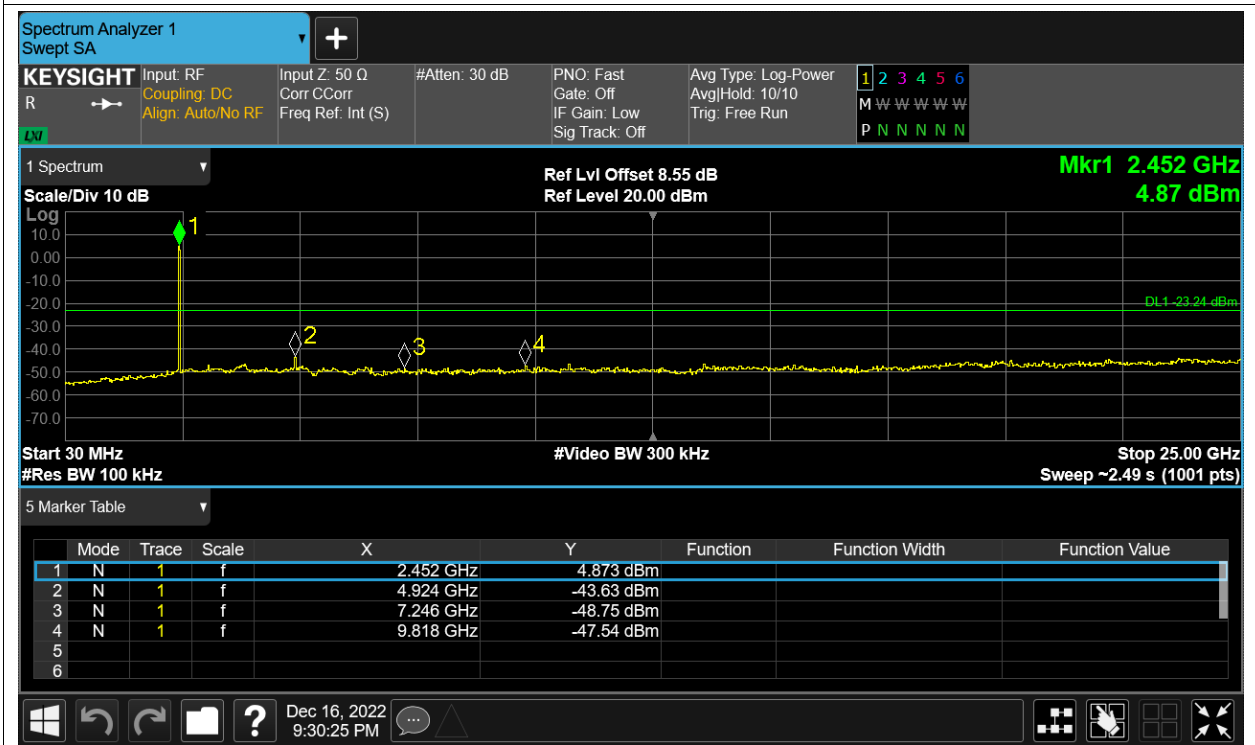 Spectrum Analyzer 1
Swept SA
KEYSIGHT
R
LXI
Input: RF
Coupling: DC
Align: Auto/No RF
Input Z: 50 Ω
Corr CCorr
Freq Ref: Int (S)
#Atten: 30 dB
PNO: Fast
Gate: Off
IF Gain: Low
Sig Track: Off
Avg Type: Log-Power
Avg|Hold: 10/10
Trig: Free Run
1 2 3 4 5 6
M W W W W W
P N N N N N
1 Spectrum
Scale/Div 10 dB
Ref Lvl Offset 8.55 dB
Ref Level 20.00 dBm
Mkr1 2.452 GHz
4.87 dBm
Log
10.0
0.00
-10.0
-20.0
-30.0
-40.0
-50.0
-60.0
-70.0
1
2
3
4
DL1 -23.24 dBm
Start 30 MHz
#Video BW 300 kHz
Stop 25.00 GHz
#Res BW 100 kHz
Sweep ~2.49 s (1001 pts)
5 Marker Table
Mode Trace Scale X Y Function Function Width Function Value
1 N 1 f 2.452 GHz 4.873 dBm
2 N 1 f 4.924 GHz -43.63 dBm
3 N 1 f 7.246 GHz -48.75 dBm
4 N 1 f 9.818 GHz -47.54 dBm
5
6
?
Dec 16, 2022
9:30:25 PM